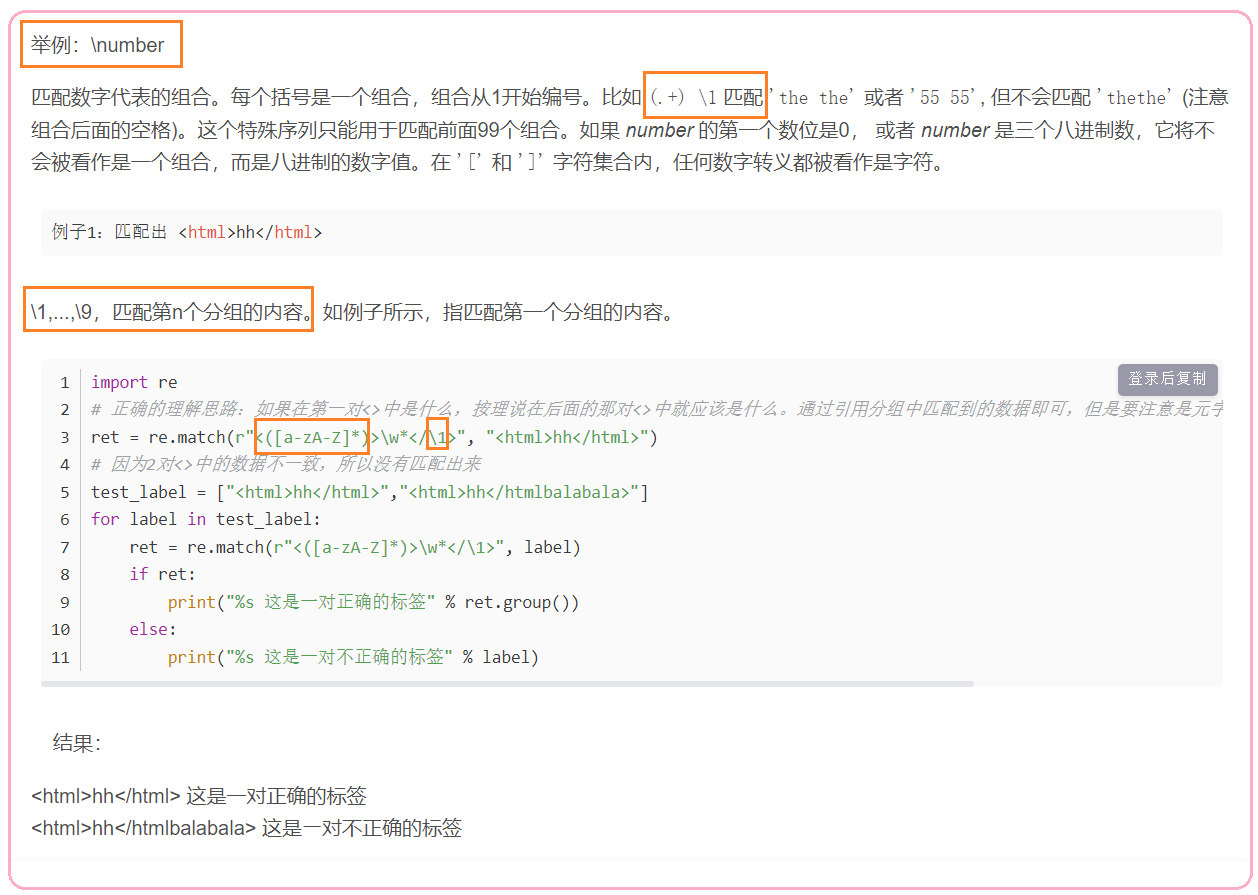 举例：\number
匹配数字代表的组合。每个括号是一个组合，组合从1开始编号。比如 (.+) \1 匹配 'the the' 或者 '55 55', 但不会匹配 'thethe' (注意
组合后面的空格)。这个特殊序列只能用于匹配前面99个组合。如果 number 的第一个数位是0， 或者 number 是三个八进制数，它将不
会被看作是一个组合，而是八进制的数字值。在 '[' 和 ']' 字符集合内，任何数字转义都被看作是字符。
例子1：匹配出 <html>hh</html>
\1,...,\9，匹配第n个分组的内容。如例子所示，指匹配第一个分组的内容。
登录后复制
1 import re
2 # 正确的理解思路：如果在第一对<>中是什么，按理说在后面的那对<>中就应该是什么。通过引用分组中匹配到的数据即可，但是要注意是元字
3 ret = re.match(r"<([a-zA-Z]*)>\w*</\1>", "<html>hh</html>")
4 # 因为2对<>中的数据不一致，所以没有匹配出来
5 test_label = ["<html>hh</html>","<html>hh</htmlbalabala>"]
6 for label in test_label:
7     ret = re.match(r"<([a-zA-Z]*)>\w*</\1>", label)
8     if ret:
9         print("%s 这是一对正确的标签" % ret.group())
10     else:
11         print("%s 这是一对不正确的标签" % label)
结果：
<html>hh</html> 这是一对正确的标签
<html>hh</htmlbalabala> 这是一对不正确的标签